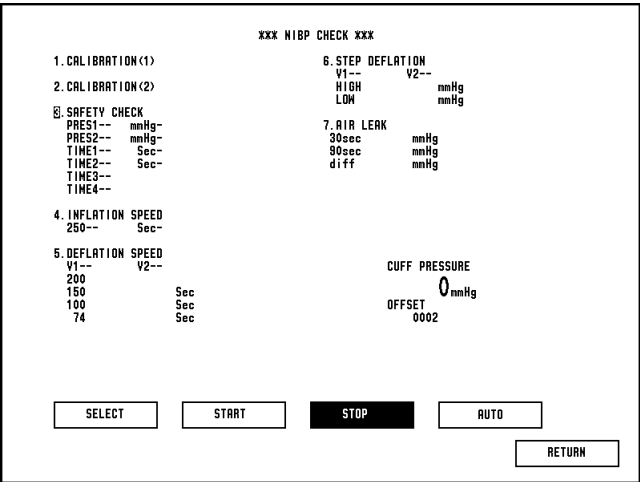 *** NIBP CHECK ***
1.CALIBRATION(1)
2.CALIBRATION(2)
3.SAFETY CHECK
PRES1-- mmHg-
PRES2-- mmHg-
TIME1-- Sec-
TIME2-- Sec-
TIME3--
TIME4--
4.INFLATION SPEED
250-- Sec-
5.DEFLATION SPEED
V1-- V2--
200
150 Sec
100 Sec
74 Sec
6.STEP DEFLATION
V1-- V2--
HIGH mmHg
LOW mmHg
7.AIR LEAK
30sec mmHg
90sec mmHg
diff mmHg
CUFF PRESSURE
0mmHg
OFFSET
0002
SELECT START STOP AUTO
RETURN